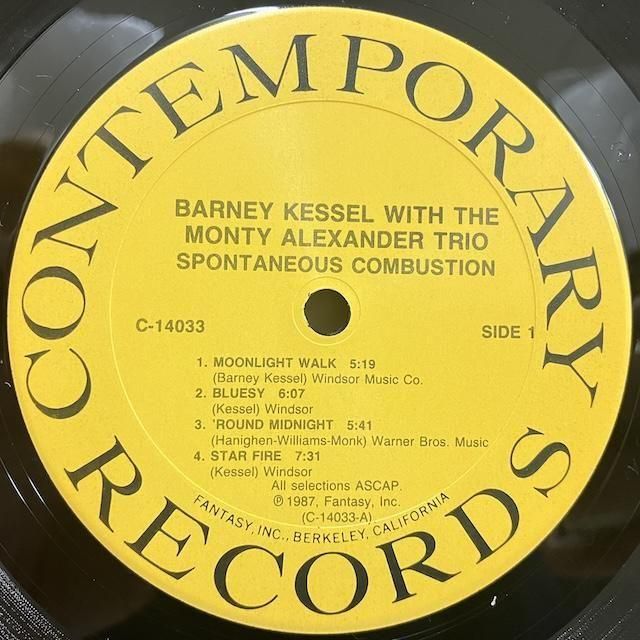 CONTEMPORARY RECORDS
BARNEY KESSEL WITH THE
MONTY ALEXANDER TRIO
SPONTANEOUS COMBUSTION
C-14033
SIDE 1
1. MOONLIGHT WALK 5:19
(Barney Kessel) Windsor Music Co.
2. BLUESY 6:07
(Kessel) Windsor
3. 'ROUND MIDNIGHT 5:41
(Hanighen-Williams-Monk) Warner Bros. Music
4. STAR FIRE 7:31
(Kessel) Windsor
All selections ASCAP.
℗ 1987, Fantasy, Inc.
(C-14033-A)
FANTASY, INC., BERKELEY, CALIFORNIA